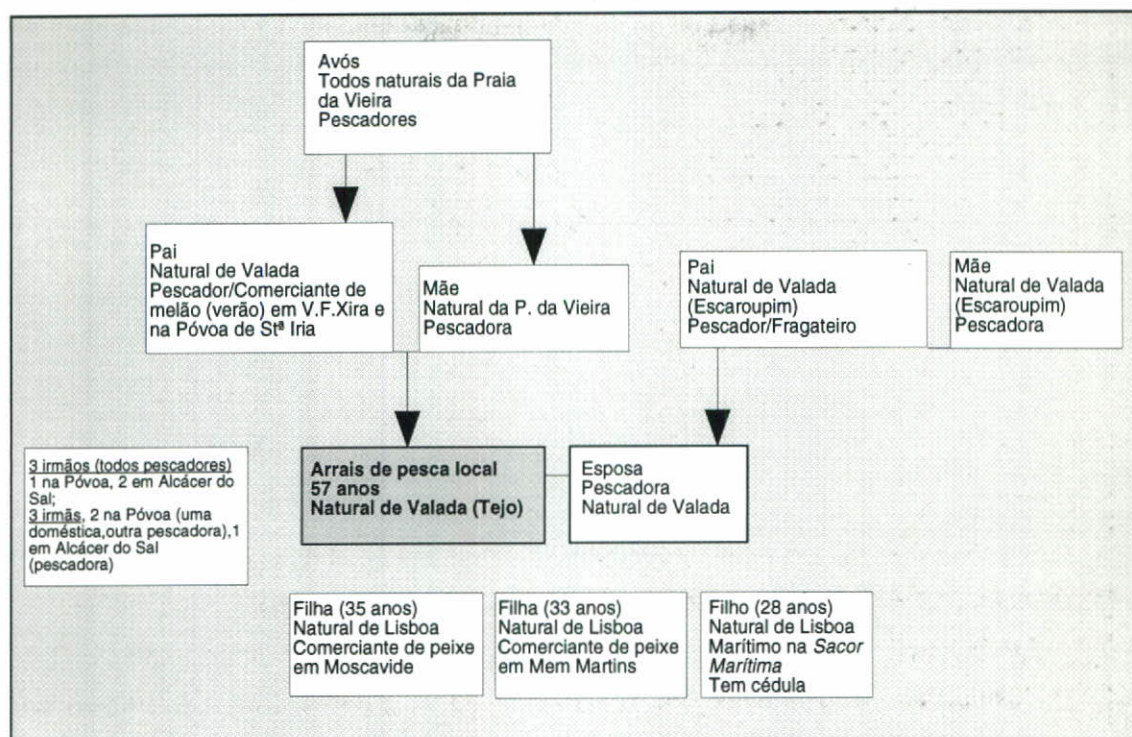 Avós
Todos naturais da Praia
da Vieira
Pescadores
Pai
Natural de Valada
Pescador/Comerciante de
melão (verão) em V.F.Xira e
na Póvoa de Stª Iria
Mãe
Natural da P. da Vieira
Pescadora
Pai
Natural de Valada
(Escaroupim)
Pescador/Fragateiro
Mãe
Natural de Valada
(Escaroupim)
Pescadora
3 irmãos (todos pescadores)
1 na Póvoa, 2 em Alcácer do
Sal;
3 irmãs, 2 na Póvoa (uma
doméstica,outra pescadora),1
em Alcácer do Sal
(pescadora)
Arrais de pesca local
57 anos
Natural de Valada (Tejo)
Esposa
Pescadora
Natural de Valada
Filha (35 anos)
Natural de Lisboa
Comerciante de peixe
em Moscavide
Filha (33 anos)
Natural de Lisboa
Comerciante de peixe
em Mem Martins
Filho (28 anos)
Natural de Lisboa
Marítimo na Sacor
Marítima
Tem cédula